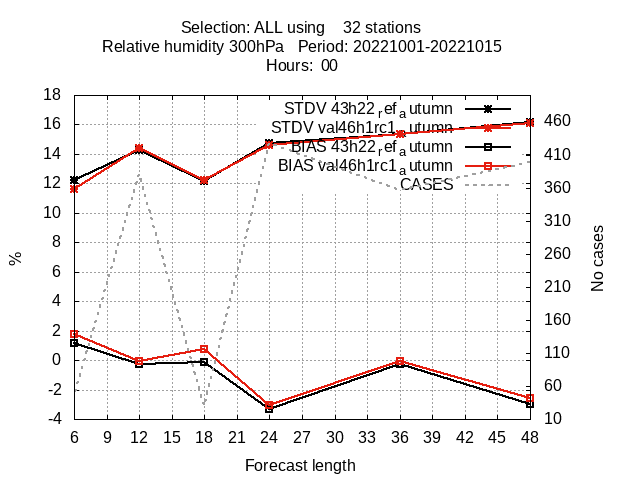 Selection: ALL using    32 stations
Relative humidity 300hPa   Period: 20221001-20221015
Hours:  00
18
16
14
12
10
8
6
4
2
0
-2
-4
%
STDV 43h22_ref_autumn
STDV val46h1rc1_autumn
BIAS 43h22_ref_autumn
BIAS val46h1rc1_autumn
CASES
460
410
360
310
260
210
160
110
60
10
No cases
6 9 12 15 18 21 24 27 30 33 36 39 42 45 48
Forecast length